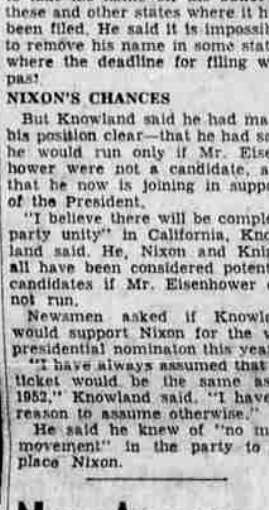 these and other states where it h
been filed. He said it is impossib
to remove his name in some stat
where the deadline for filing w
past
NIXON'S CHANCES
But Knowland said he had ma
his position clear—that he had sa
he would run only if Mr. Eise
hower were not a candidate, a
that he now is joining in supp
of the President.
"I believe there will be comple
party unity" in California, Kno
land said. He, Nixon and Kni
all have been considered potent
candidates if Mr. Eisenhower
not run.
Newsmen asked if Knowla
would support Nixon for the v
presidential nominaton this yea
"I have always assumed that
ticket would be the same as
1952," Knowland said. "I have
reason to assume otherwise."
He said he knew of "no m
movement" in the party to
place Nixon.